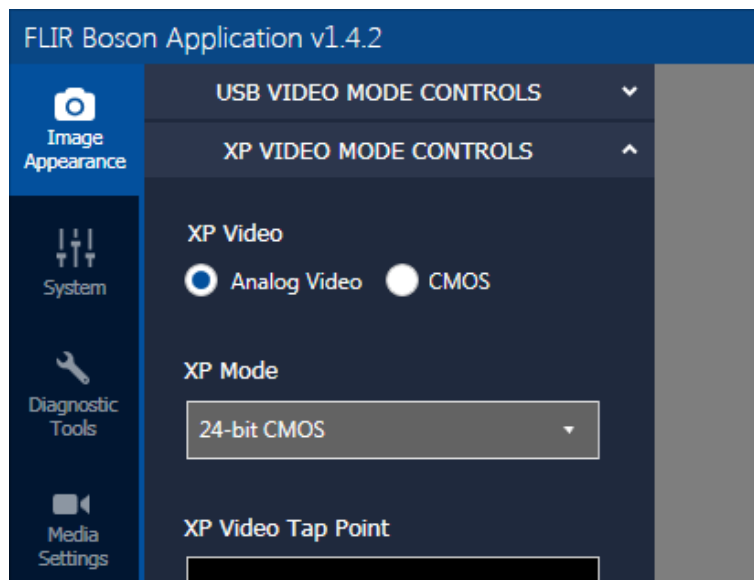 FLIR Boson Application v1.4.2
Image
Appearance
System
Diagnostic
Tools
Media
Settings
USB VIDEO MODE CONTROLS
XP VIDEO MODE CONTROLS
XP Video
Analog Video
CMOS
XP Mode
24-bit CMOS
XP Video Tap Point